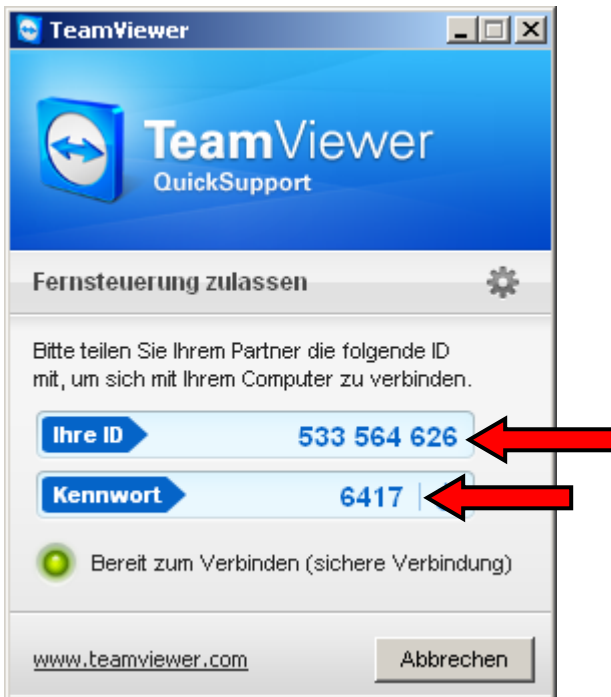 TeamViewer
TeamViewer
QuickSupport
Fernsteuerung zulassen
Bitte teilen Sie Ihrem Partner die folgende ID
mit, um sich mit Ihrem Computer zu verbinden.
Ihre ID 533 564 626
Kennwort 6417
Bereit zum Verbinden (sichere Verbindung)
www.teamviewer.com Abbrechen